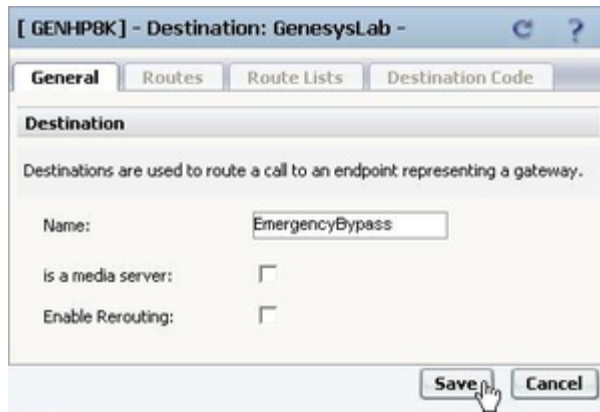 [ GENHP8K] - Destination: GenesysLab -
?
General Routes Route Lists Destination Code
Destination
Destinations are used to route a call to an endpoint representing a gateway.
Name: EmergencyBypass
is a media server:
Enable Rerouting:
Save Cancel